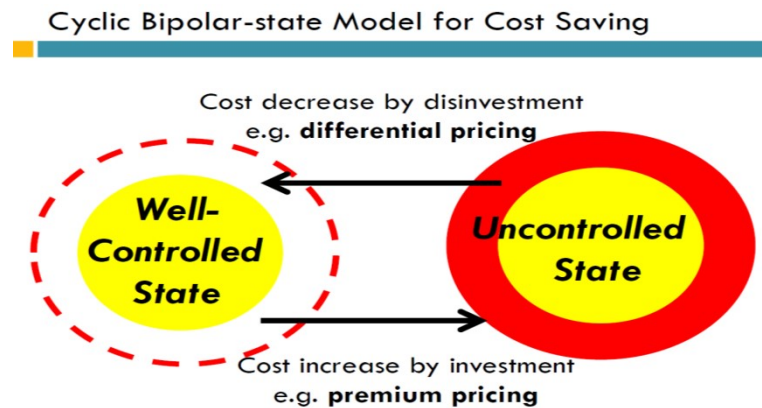 Cyclic Bipolar-state Model for Cost Saving
Cost decrease by disinvestment
e.g. differential pricing
Well-
Controlled
State
Uncontrolled
State
Cost increase by investment
e.g. premium pricing